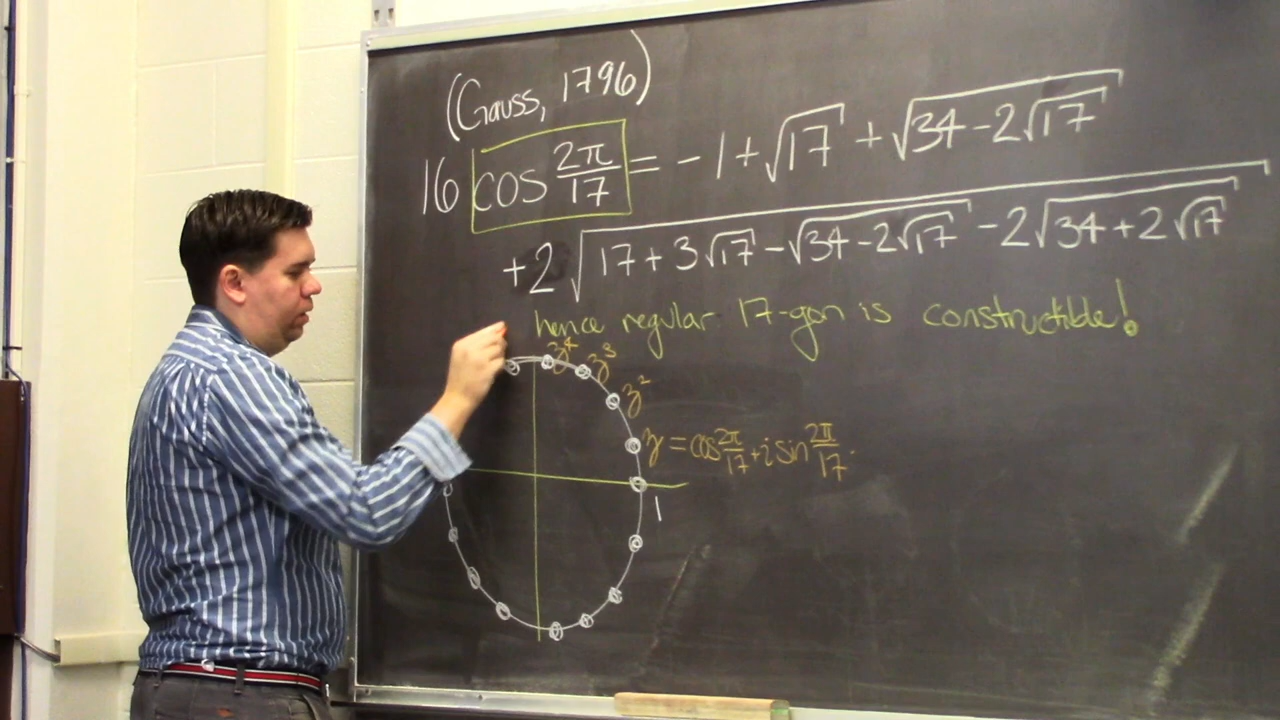 (Gauss, 1796)
16 cos 2π/17 = -1 + √17 + √(34 - 2√17)
+ 2√(17 + 3√17 - √(34 - 2√17) - 2√(34 + 2√17))
hence regular 17-gon is constructible!
z⁴ z³
z²
z = cos 2π/17 + i sin 2π/17.
1